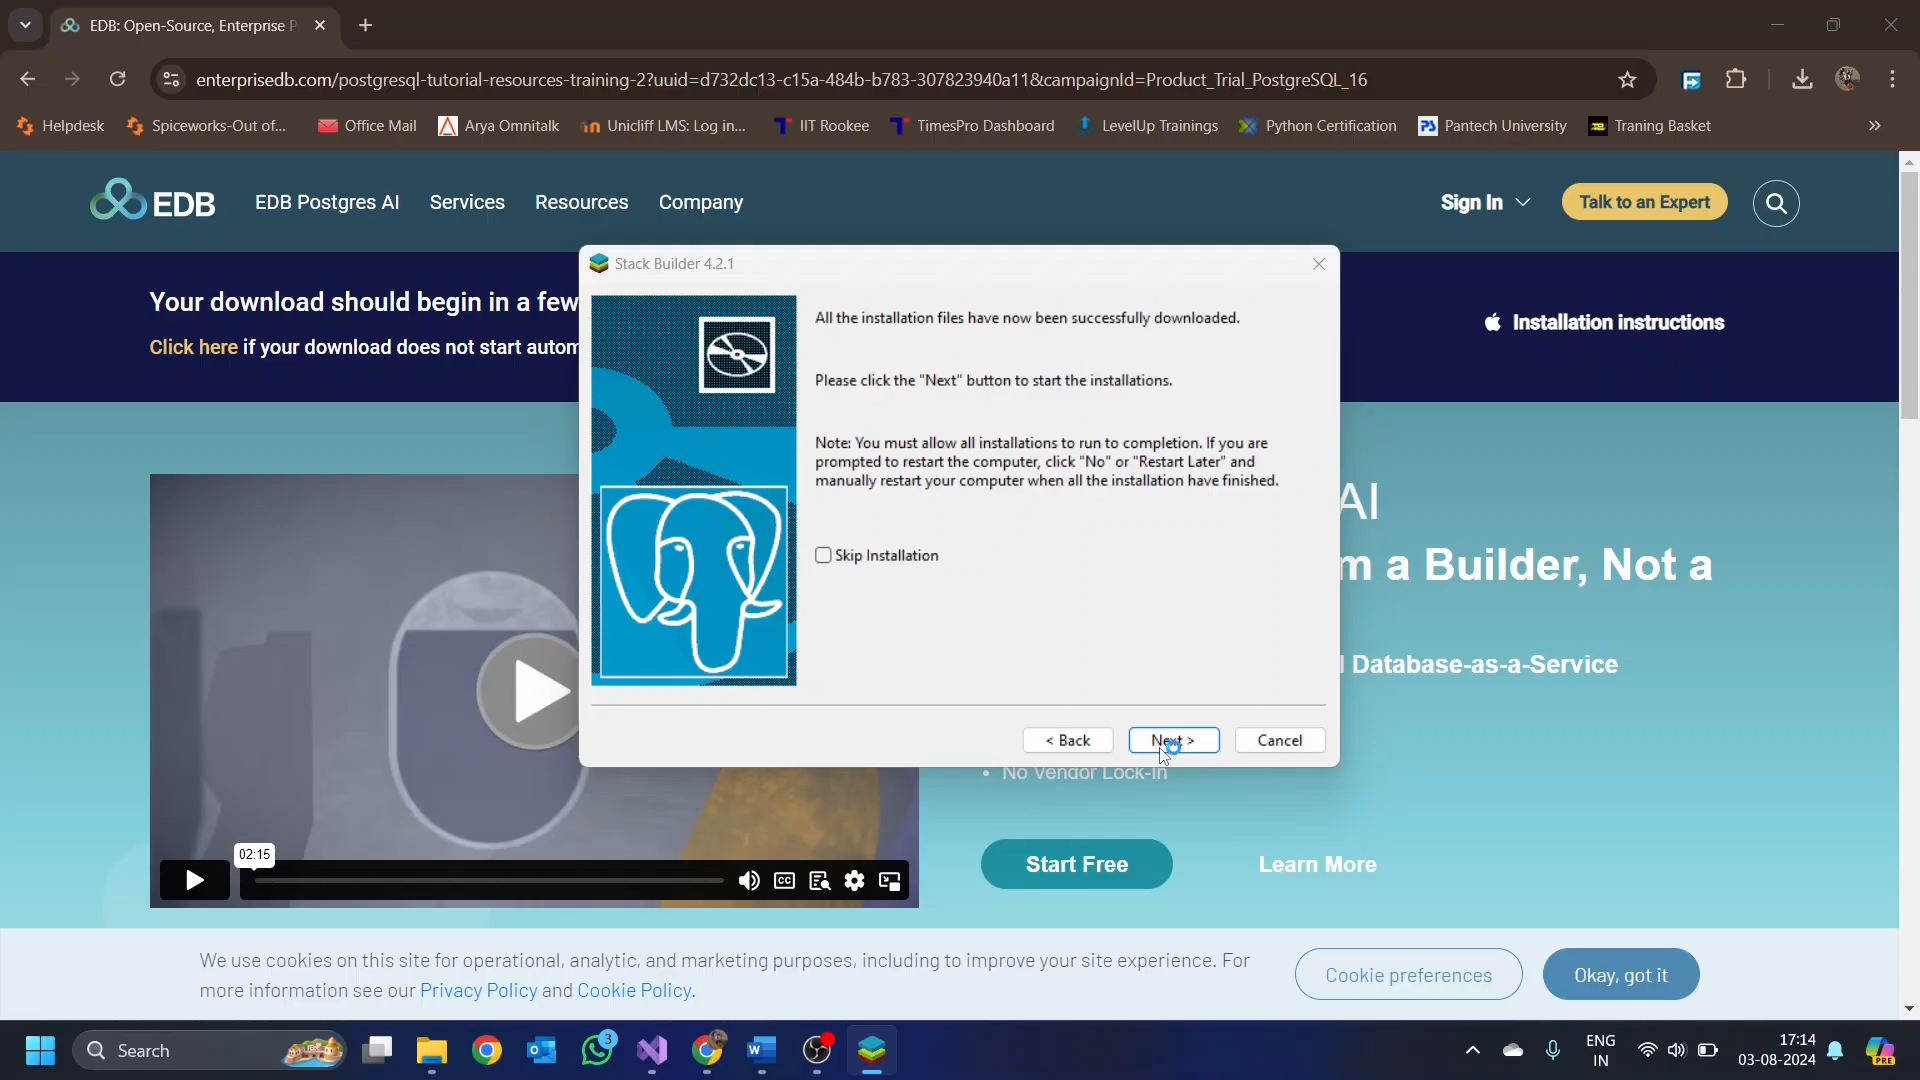 EDB: Open-Source, Enterprise P
enterprisedb.com/postgresql-tutorial-resources-training-2?uuid=d732dc13-c15a-484b-b783-307823940a11&campaignId=Product_Trial_PostgreSQL_16
Helpdesk
Spiceworks-Out of...
Office Mail
Arya Omnitalk
Unicliff LMS: Log in...
IIT Rookee
TimesPro Dashboard
LevelUp Trainings
Python Certification
Pantech University
Traning Basket
EDB
EDB Postgres AI
Services
Resources
Company
Sign In
Talk to an Expert
Your download should begin in a few
Click here if your download does not start autom
Installation instructions
Stack Builder 4.2.1
All the installation files have now been successfully downloaded.
Please click the "Next" button to start the installations.
Note: You must allow all installations to run to completion. If you are
prompted to restart the computer, click "No" or "Restart Later" and
manually restart your computer when all the installation have finished.
Skip Installation
< Back
Next >
Cancel
AI
m a Builder, Not a
Database-as-a-Service
No Vendor Lock-In
02:15
CC
Start Free
Learn More
We use cookies on this site for operational, analytic, and marketing purposes, including to improve your site experience. For
more information see our Privacy Policy and Cookie Policy.
Cookie preferences
Okay, got it
Search
3
ENG
IN
17:14
03-08-2024
PRE